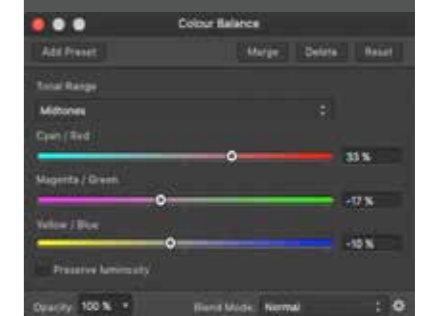 Colour Balance
Add Preset Merge Delete Reset
Tonal Range
Midtones
Cyan / Red
33 %
Magenta / Green
-17 %
Yellow / Blue
-10 %
Preserve luminosity
Opacity: 100 % Blend Mode: Normal